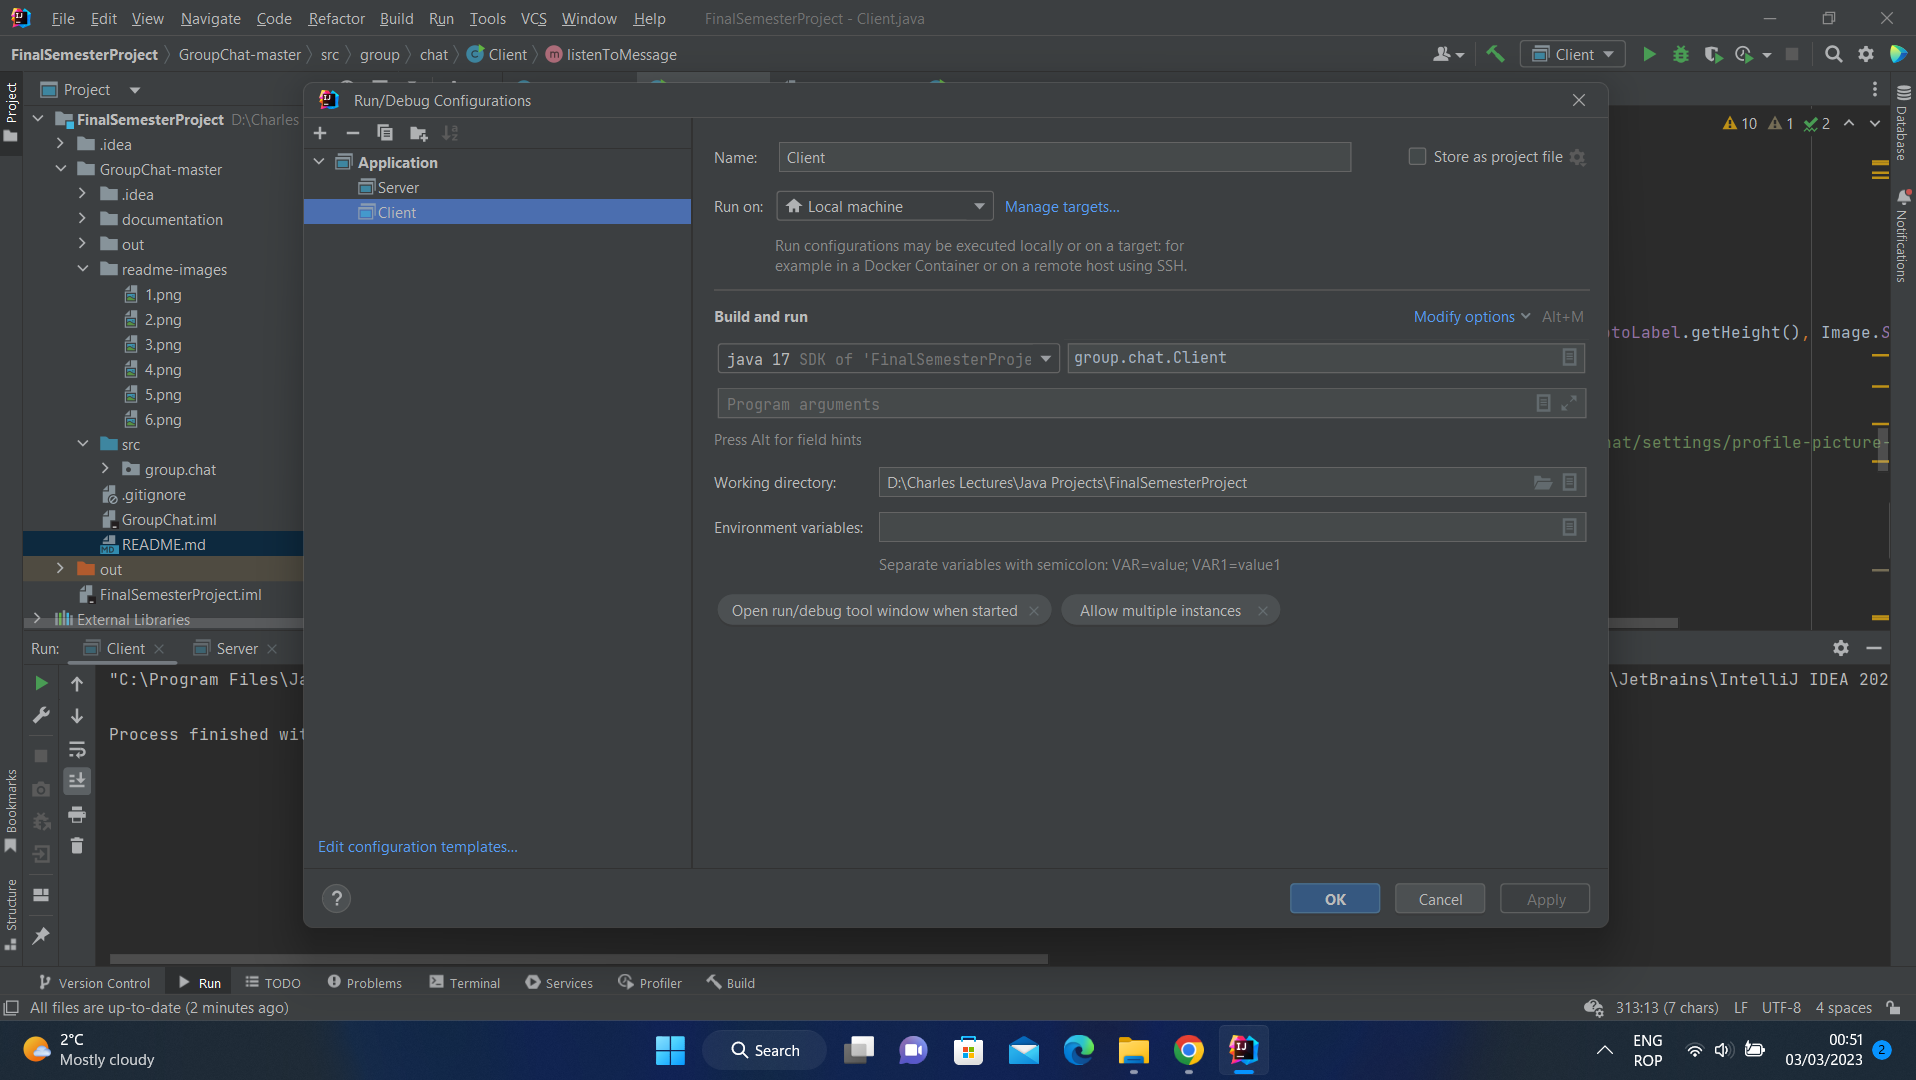 File Edit View Navigate Code Refactor Build Run Tools VCS Window Help FinalSemesterProject - Client.java
FinalSemesterProject GroupChat-master src group chat Client listenToMessage Client
Project
Project
FinalSemesterProject D:\Charles
.idea
GroupChat-master
.idea
documentation
out
readme-images
1.png
2.png
3.png
4.png
5.png
6.png
src
group.chat
.gitignore
GroupChat.iml
README.md
out
FinalSemesterProject.iml
External Libraries
Run/Debug Configurations
Application
Server
Client
Edit configuration templates...
Name: Client Store as project file
Run on: Local machine Manage targets...
Run configurations may be executed locally or on a target: for
example in a Docker Container or on a remote host using SSH.
Build and run Modify options Alt+M
java 17 SDK of 'FinalSemesterProje group.chat.Client
Program arguments
Press Alt for field hints
Working directory: D:\Charles Lectures\Java Projects\FinalSemesterProject
Environment variables:
Separate variables with semicolon: VAR=value; VAR1=value1
Open run/debug tool window when started Allow multiple instances
? OK Cancel Apply
10 1 2
toLabel.getHeight(), Image.S
at/settings/profile-picture-
Database
Notifications
Run: Client Server
"C:\Program Files\Ja \JetBrains\IntelliJ IDEA 202
Process finished wit
Bookmarks
Structure
Version Control Run TODO Problems Terminal Services Profiler Build
All files are up-to-date (2 minutes ago) 313:13 (7 chars) LF UTF-8 4 spaces
2°C
Mostly cloudy
Search
ENG
ROP
00:51
03/03/2023
2